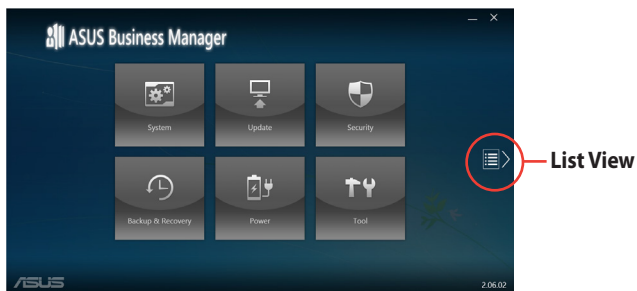 ASUS Business Manager
System
Update
Security
List View
Backup & Recovery
Power
Tool
ASUS
2.06.02